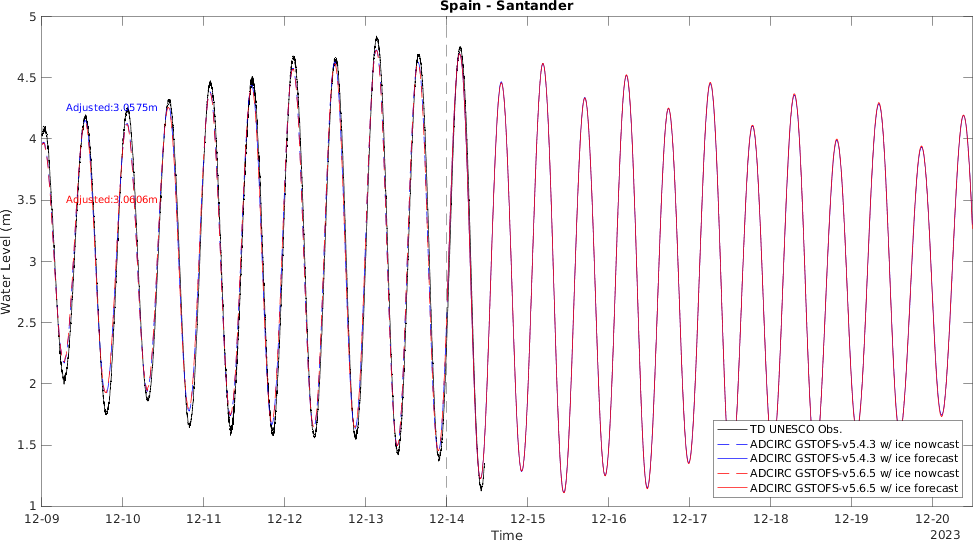 Spain - Santander
5
4.5
4
3.5
3
2.5
2
1.5
1
Water Level (m)
Adjusted:3.0575m
Adjusted:3.0606m
TD UNESCO Obs.
ADCIRC GSTOFS-v5.4.3 w/ ice nowcast
ADCIRC GSTOFS-v5.4.3 w/ ice forecast
ADCIRC GSTOFS-v5.6.5 w/ ice nowcast
ADCIRC GSTOFS-v5.6.5 w/ ice forecast
12-09 12-10 12-11 12-12 12-13 12-14 12-15 12-16 12-17 12-18 12-19 12-20
Time
2023